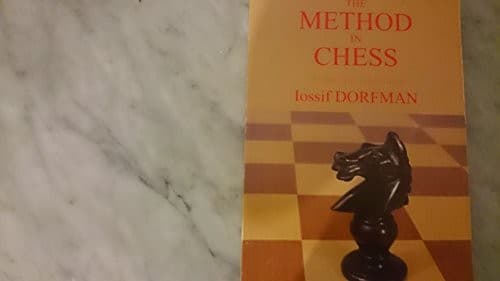 THE
METHOD
IN
CHESS
Iossif DORFMAN